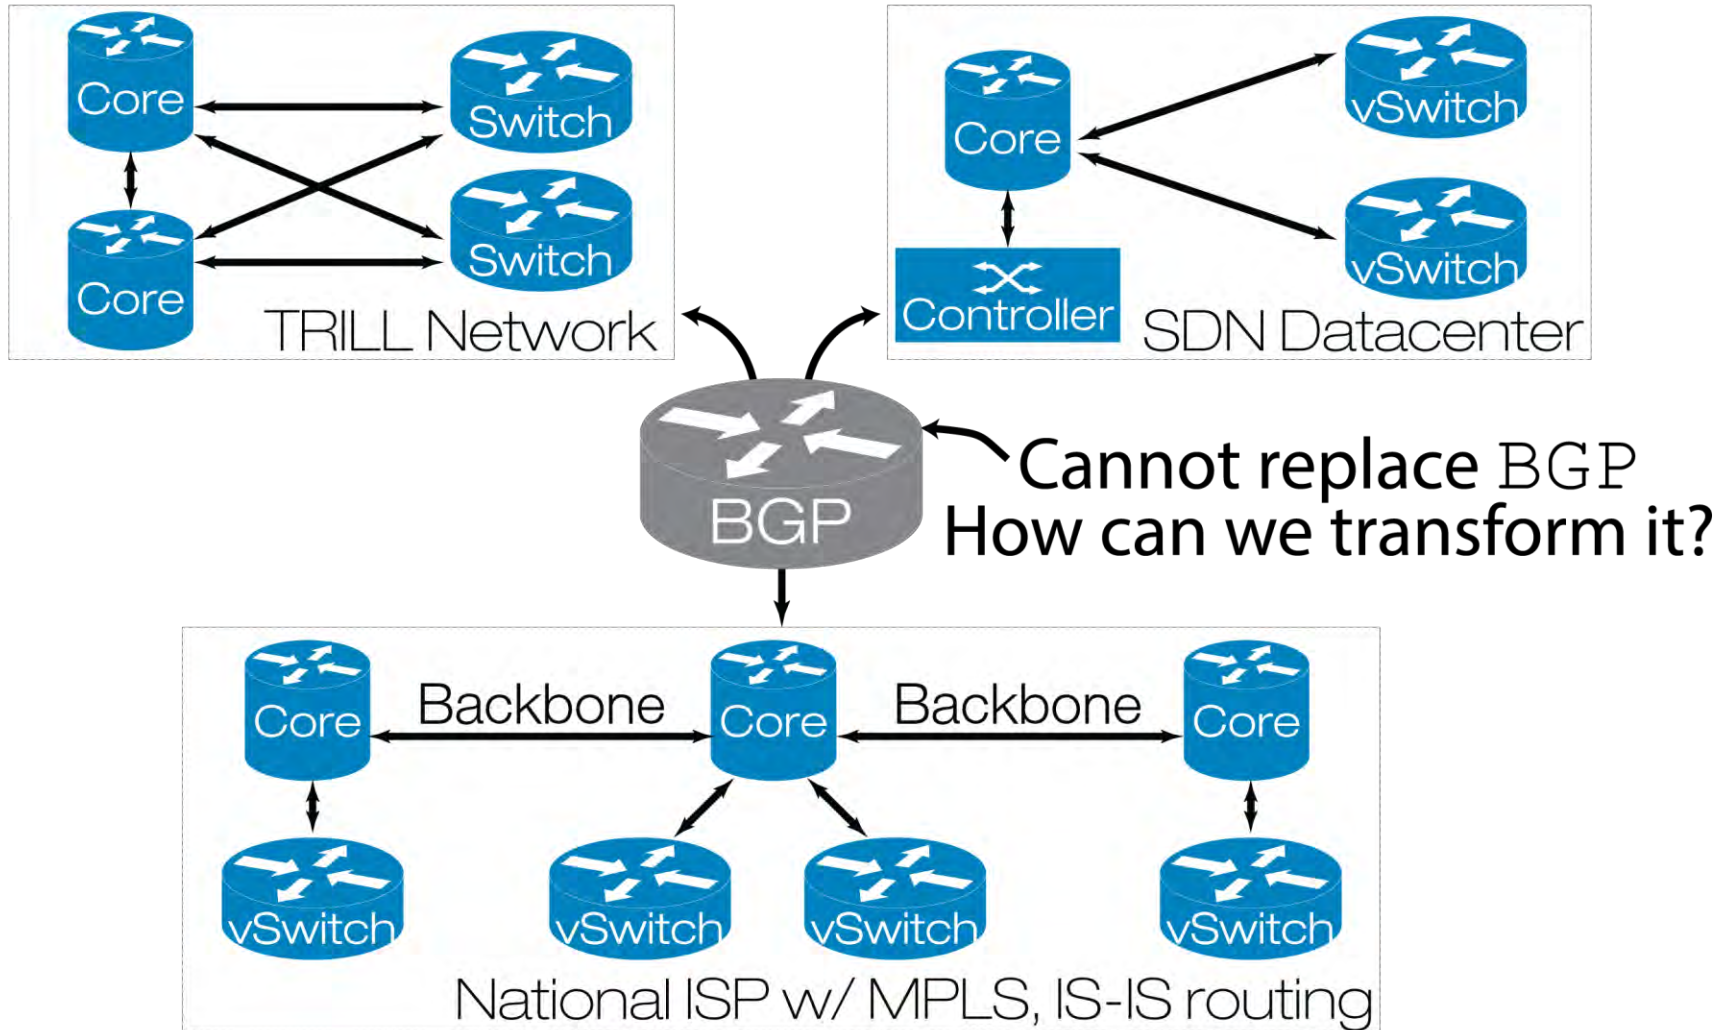 Core
Switch
Core
Switch
TRILL Network
Core
vSwitch
vSwitch
Controller
SDN Datacenter
BGP
Cannot replace BGP
How can we transform it?
Core
Backbone
Core
Backbone
Core
vSwitch
vSwitch
vSwitch
vSwitch
National ISP w/ MPLS, IS-IS routing